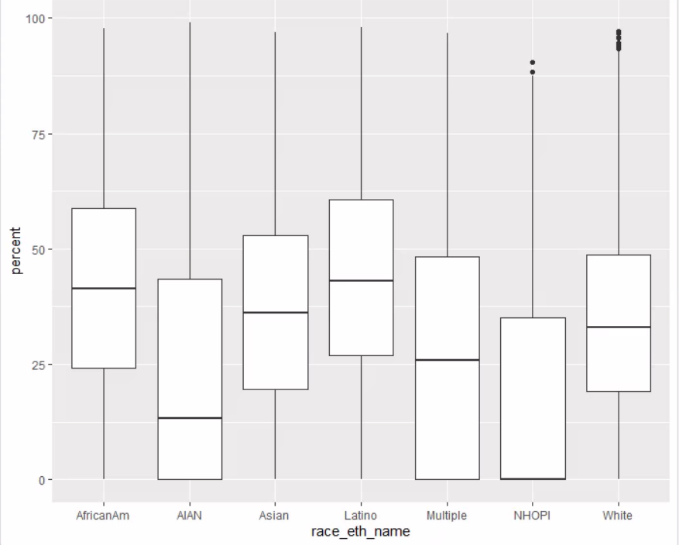 100
75
50
25
0
percent
AfricanAm AIAN Asian Latino Multiple NHOPI White
race_eth_name